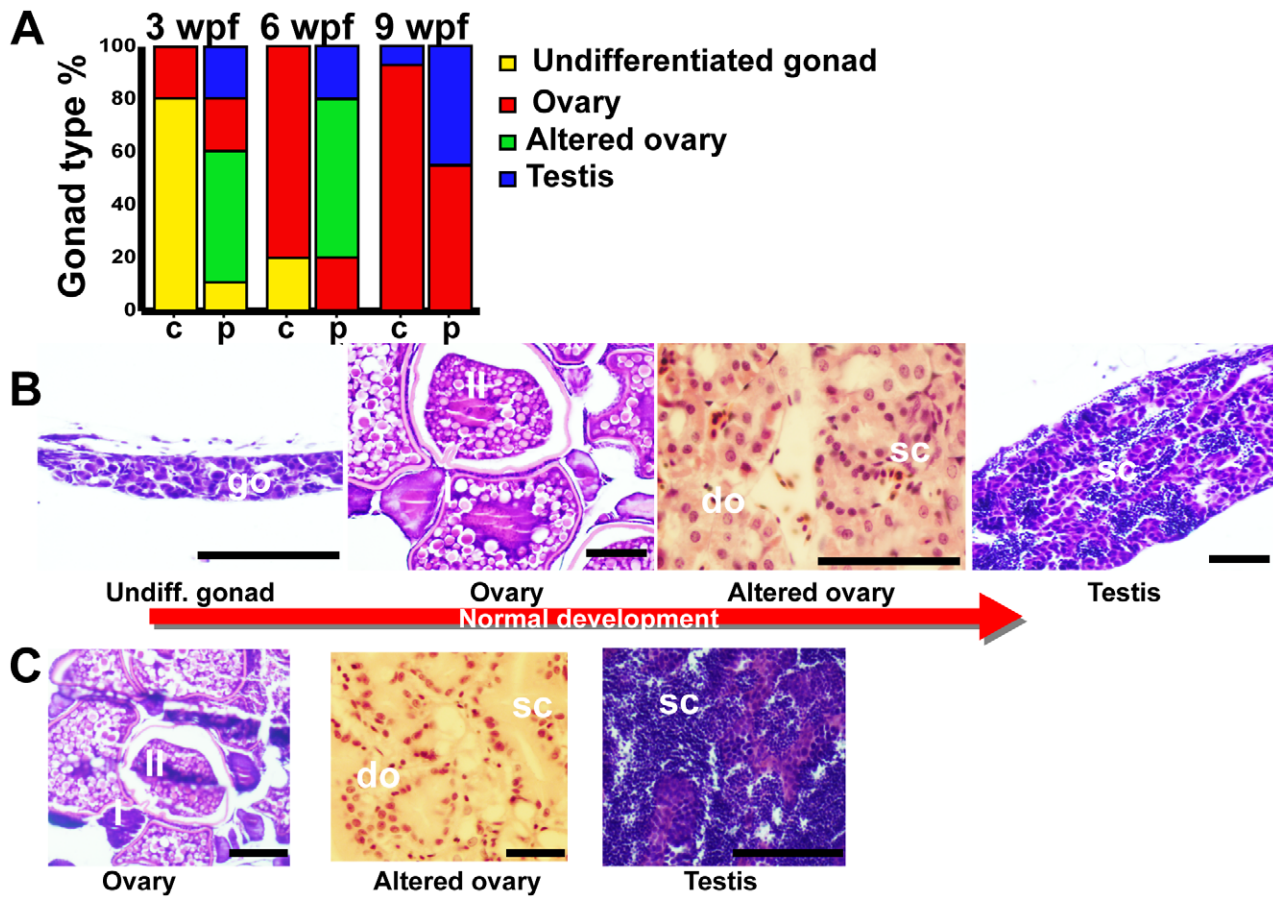 A
3 wpf 6 wpf 9 wpf
Gonad type %
100
80
60
40
20
0
c p c p c p
Undifferentiated gonad
Ovary
Altered ovary
Testis
B
go
II
do
sc
sc
Undiff. gonad Ovary Altered ovary Testis
Normal development
C
II
I
do
sc
sc
Ovary Altered ovary Testis